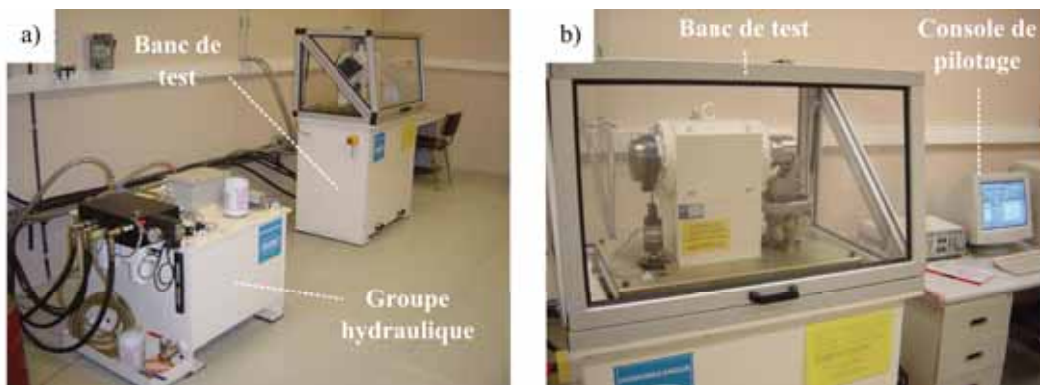 a)
Banc de
test
Groupe
hydraulique
b)
Banc de test
Console de
pilotage